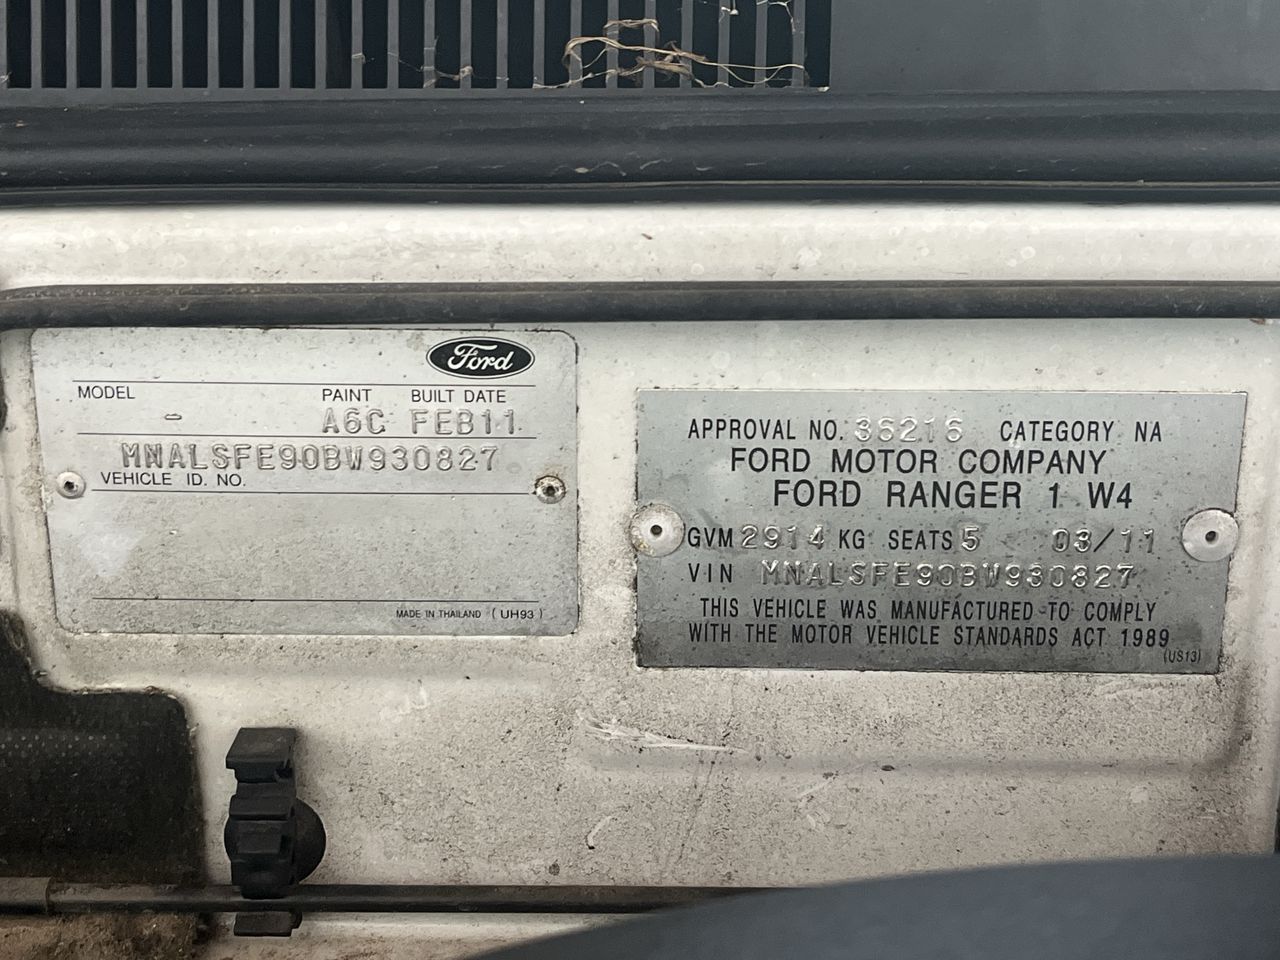 Ford
MODEL PAINT BUILT DATE
- A6C FEB11
MNALSFE90BW930827
VEHICLE ID. NO.
MADE IN THAILAND ( UH93 )
APPROVAL NO. 36216 CATEGORY NA
FORD MOTOR COMPANY
FORD RANGER 1 W4
GVM 2914 KG SEATS 5 03/11
VIN MNALSFE90BW930827
THIS VEHICLE WAS MANUFACTURED TO COMPLY
WITH THE MOTOR VEHICLE STANDARDS ACT 1989
(US13)